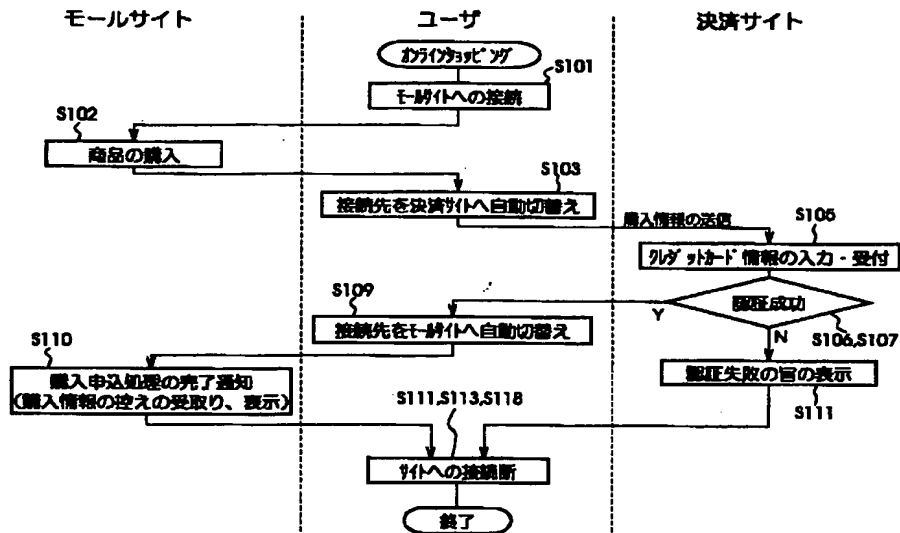 モールサイト
ユーザ
決済サイト
オンラインショッピング
S101
モールサイトへの接続
S102
商品の購入
S103
接続先を決済サイトへ自動切替え
購入情報の送信
S105
クレジットカード情報の入力・受付
認証成功
Y
N
S106,S107
S109
接続先をモールサイトへ自動切替え
S110
購入申込処理の完了通知
(購入情報の控えの受取り、表示)
認証失敗の旨の表示
S111
S111,S113,S118
サイトへの接続断
終了